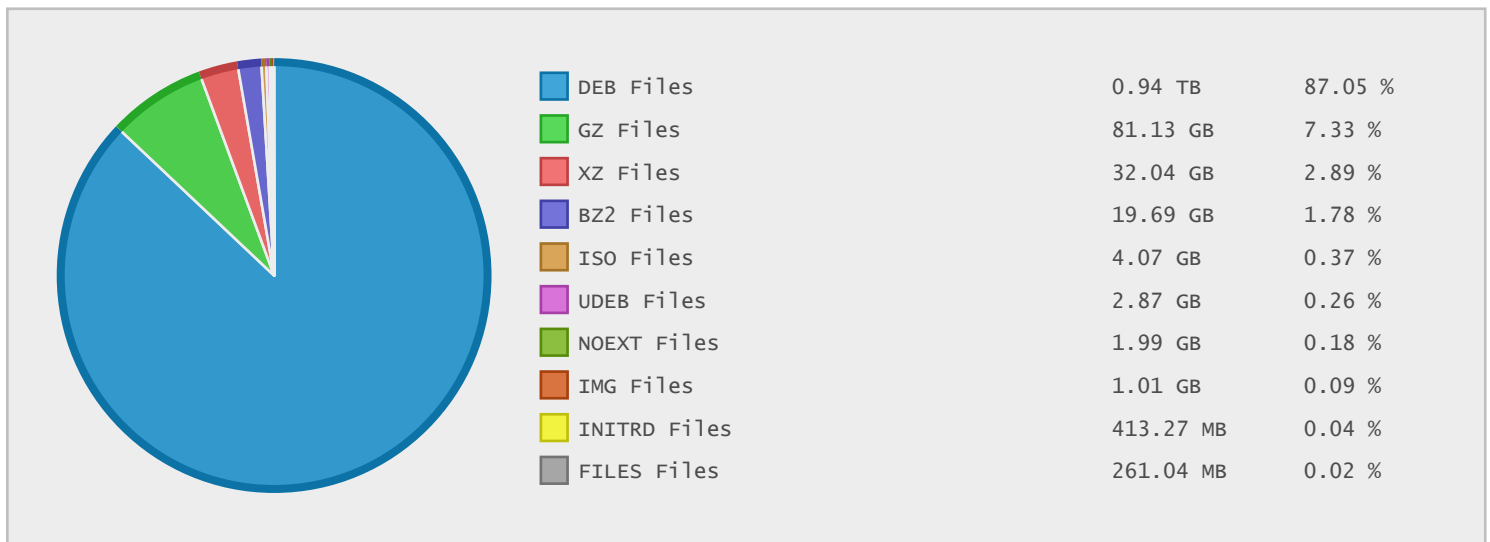 DEB Files 0.94 TB 87.05 %
GZ Files 81.13 GB 7.33 %
XZ Files 32.04 GB 2.89 %
BZ2 Files 19.69 GB 1.78 %
ISO Files 4.07 GB 0.37 %
UDEB Files 2.87 GB 0.26 %
NOEXT Files 1.99 GB 0.18 %
IMG Files 1.01 GB 0.09 %
INITRD Files 413.27 MB 0.04 %
FILES Files 261.04 MB 0.02 %